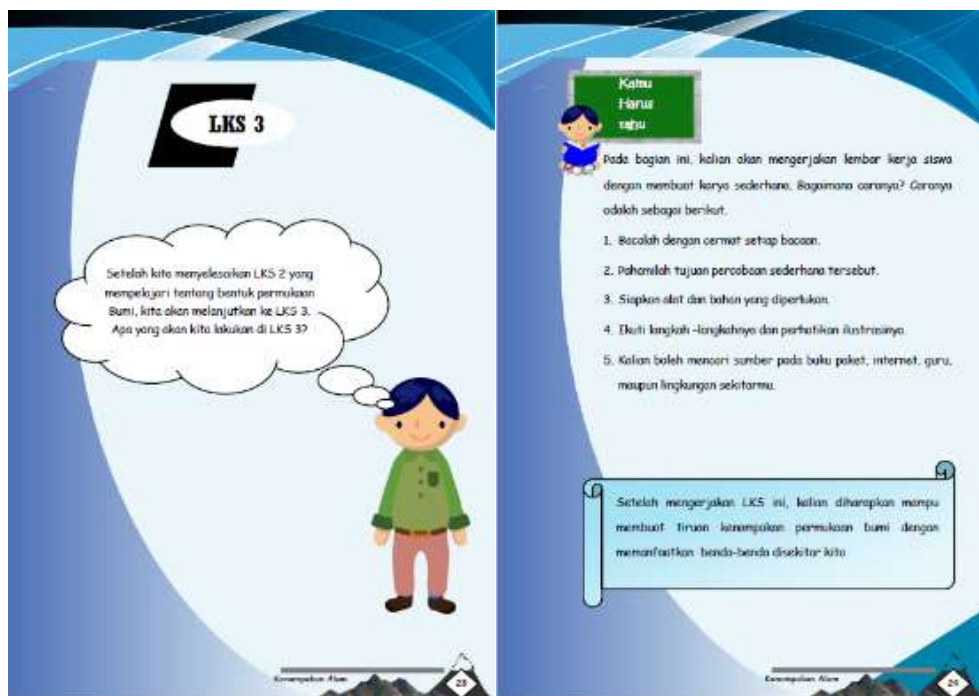 LKS 3
Setelah kita menyelesaikan LKS 2 yang
mempelajari tentang bentuk permukaan
Bumi, kita akan melanjutkan ke LKS 3.
Apa yang akan kita lakukan di LKS 3?
Kenampakan Alam
23
Kamu
Harus
tahu
Pada bagian ini, kalian akan mengerjakan lembar kerja siswa
dengan membuat karya sederhana. Bagaimana caranya? Caranya
adalah sebagai berikut.
1. Bacalah dengan cermat setiap bacaan.
2. Pahamilah tujuan percobaan sederhana tersebut.
3. Siapkan alat dan bahan yang diperlukan.
4. Ikuti langkah -langkahnya dan perhatikan ilustrasinya.
5. Kalian boleh mencari sumber pada buku paket, internet, guru,
maupun lingkungan sekitarmu.
Setelah mengerjakan LKS ini, kalian diharapkan mampu
membuat tiruan kenampakan permukaan bumi dengan
memanfaatkan benda-benda disekitar kita
Kenampakan Alam
24